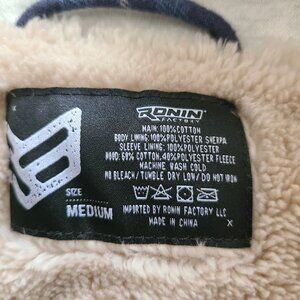 RONIN
FACTORY
MAIN:100%COTTON
BODY LINING:100%POLYESTER SHERPA
SLEEVE LINING:100%POLYESTER
HOOD: 60% COTTON.40%POLYESTER FLEECE
MACHINE WASH COLD
NO BLEACH/TUMBLE DRY LOW/DO NOT IRON
SIZE
MEDIUM
IMPORTED BY RONIN FACTORY LLC
MADE IN CHINA